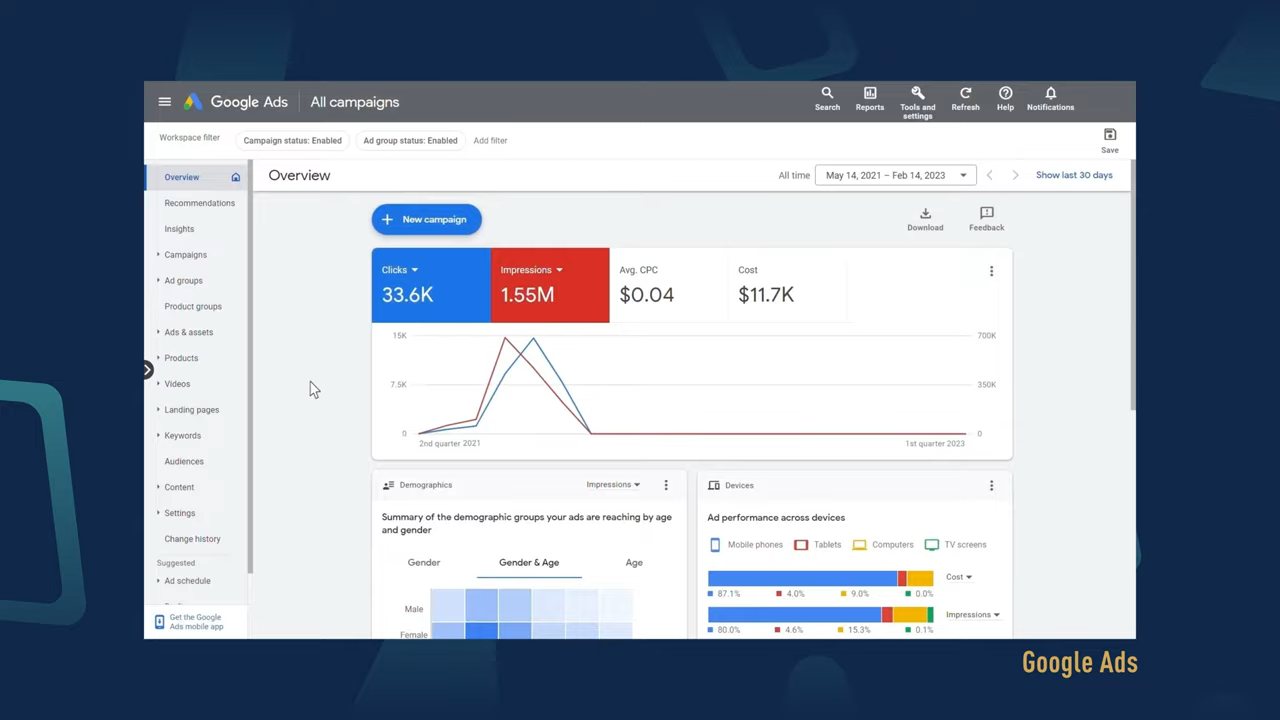 Google Ads
All campaigns
Search
Reports
Tools and
settings
Refresh
Help
Notifications
Workspace filter
Campaign status: Enabled
Ad group status: Enabled
Add filter
Save
Overview
Recommendations
Insights
Campaigns
Ad groups
Product groups
Ads & assets
Products
Videos
Landing pages
Keywords
Audiences
Content
Settings
Change history
Suggested
Ad schedule
Get the Google
Ads mobile app
Overview
All time
May 14, 2021 – Feb 14, 2023
Show last 30 days
New campaign
Download
Feedback
Clicks
33.6K
Impressions
1.55M
Avg. CPC
$0.04
Cost
$11.7K
15K
700K
7.5K
350K
0
0
2nd quarter 2021
1st quarter 2023
Demographics
Impressions
Summary of the demographic groups your ads are reaching by age
and gender
Gender
Gender & Age
Age
Male
Female
Devices
Ad performance across devices
Mobile phones
Tablets
Computers
TV screens
Cost
87.1%
4.0%
9.0%
0.0%
Impressions
80.0%
4.6%
15.3%
0.1%
Google Ads